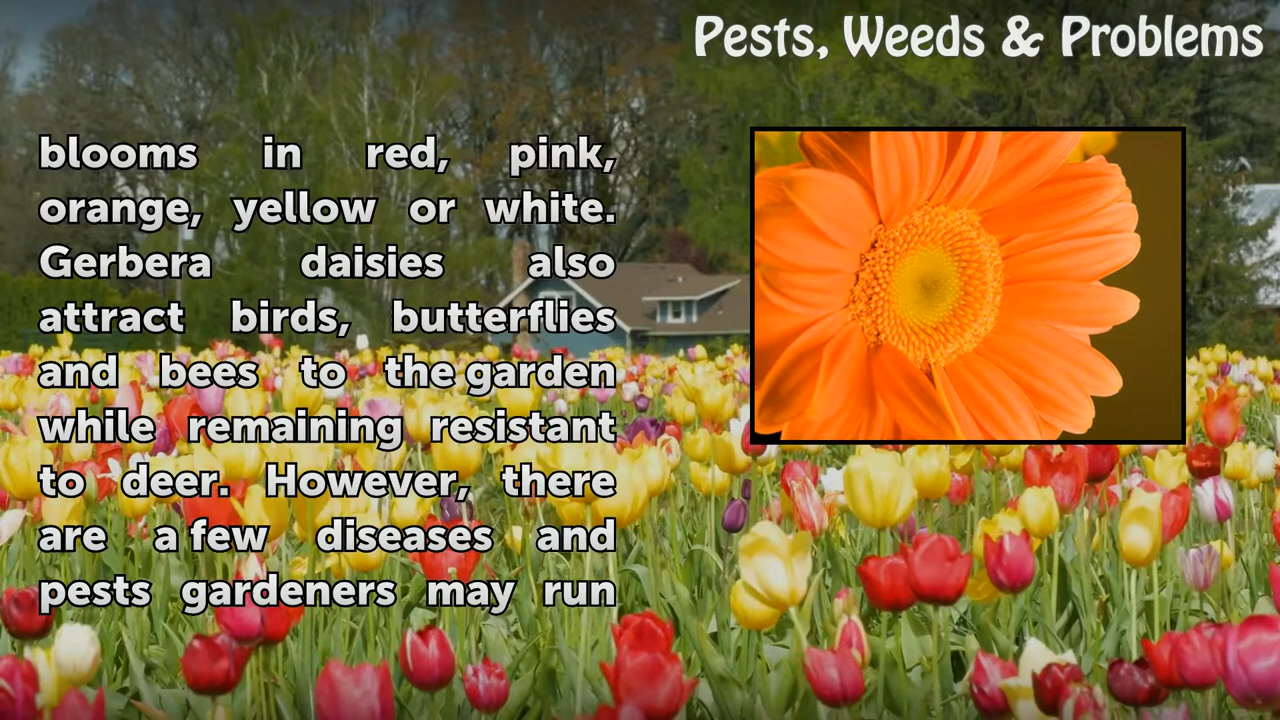 Pests, Weeds & Problems
blooms in red, pink,
orange, yellow or white.
Gerbera daisies also
attract birds, butterflies
and bees to the garden
while remaining resistant
to deer. However, there
are a few diseases and
pests gardeners may run